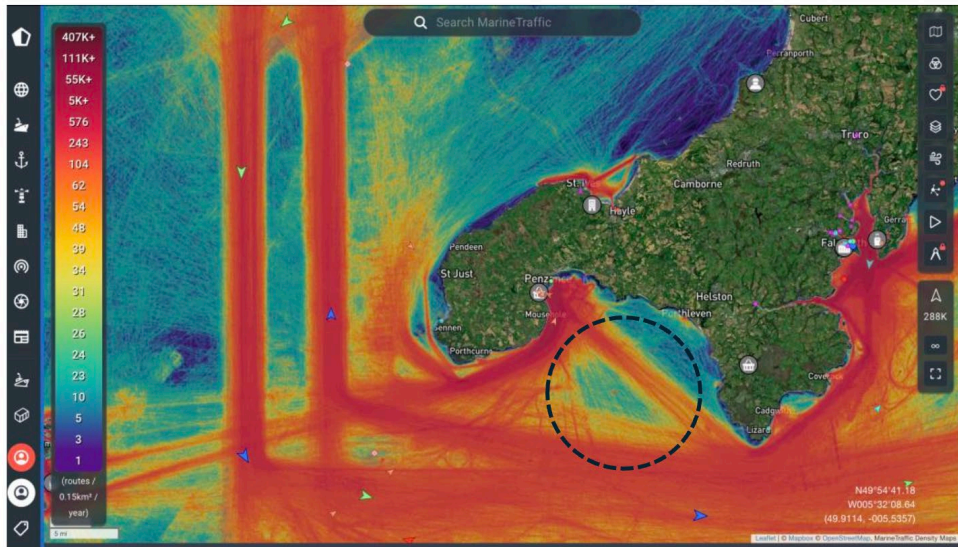 Search MarineTraffic
407K+
111K+
55K+
5K+
576
243
104
62
54
48
39
34
31
28
26
24
23
10
5
3
1
(routes /
0.15km² /
year)
5 mi
Cubert
Perranporth
Truro
Redruth
Camborne
St Ives
Hayle
Gerra
Pendeen
St Just
Penzan
Helston
Mousehole
Porthleven
Sennen
Porthcurno
Coverack
Cadgwith
Lizard
288K
N49°54'41.18
W005°32'08.64
(49.9114, -005.5357)
Leaflet | © Mapbox © OpenStreetMap, MarineTraffic Density Maps